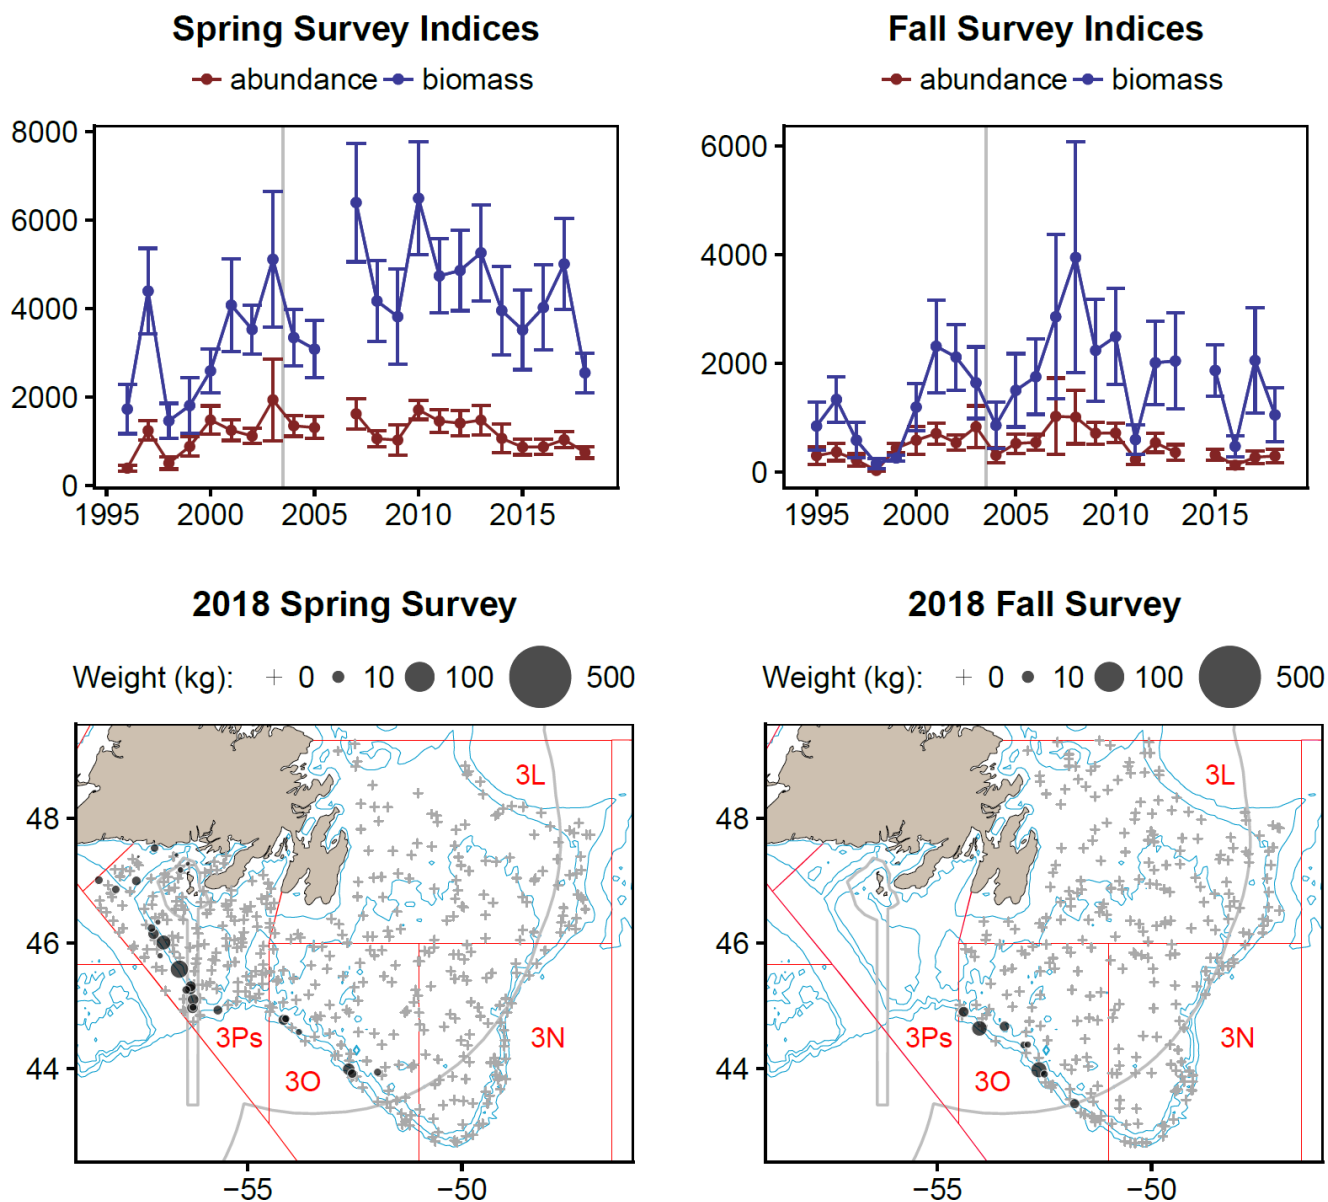 Spring Survey Indices
abundance biomass
8000
6000
4000
2000
0
1995 2000 2005 2010 2015
Fall Survey Indices
abundance biomass
6000
4000
2000
0
1995 2000 2005 2010 2015
2018 Spring Survey
Weight (kg): 0 10 100 500
48
46
44
3L
3Ps
3O
3N
−55 −50
2018 Fall Survey
Weight (kg): 0 10 100 500
48
46
44
3L
3Ps
3O
3N
−55 −50